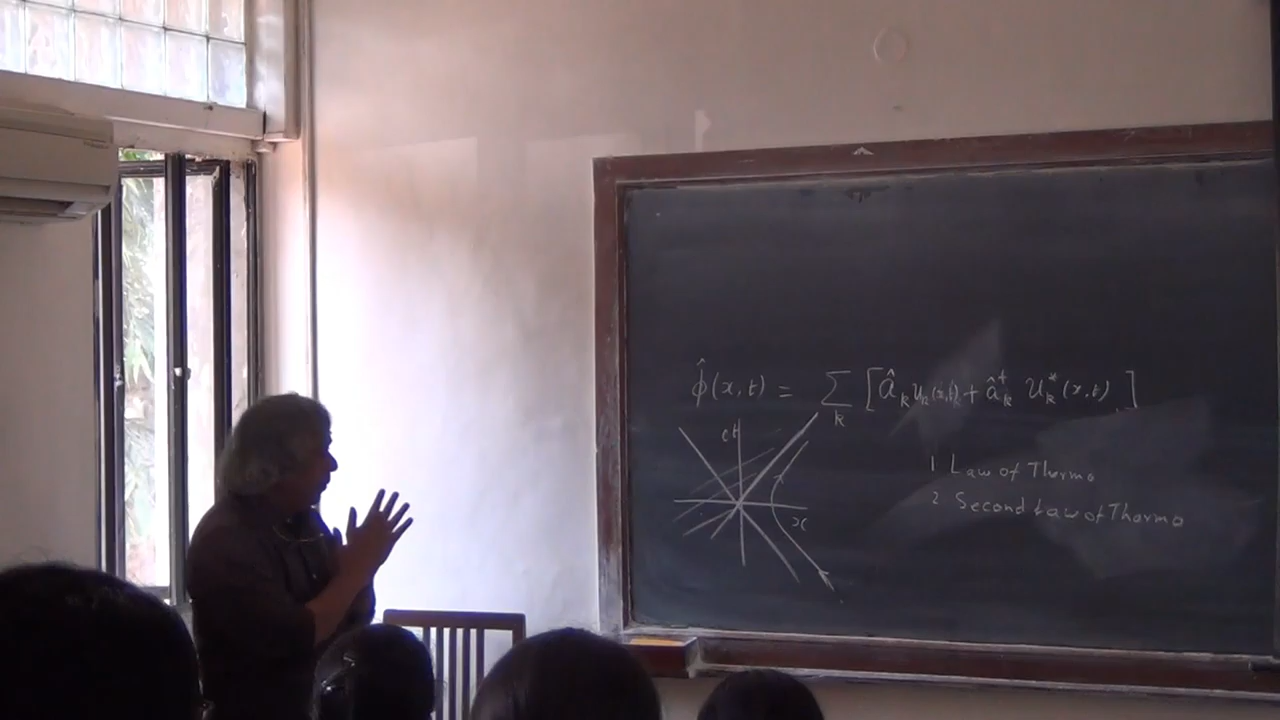 ϕ̂(x,t) = Σ_k [â_k u_k(x,t) + â_k^† u_k^*(x,t)]
ct
x
1 Law of Thermo
2 Second Law of Thermo